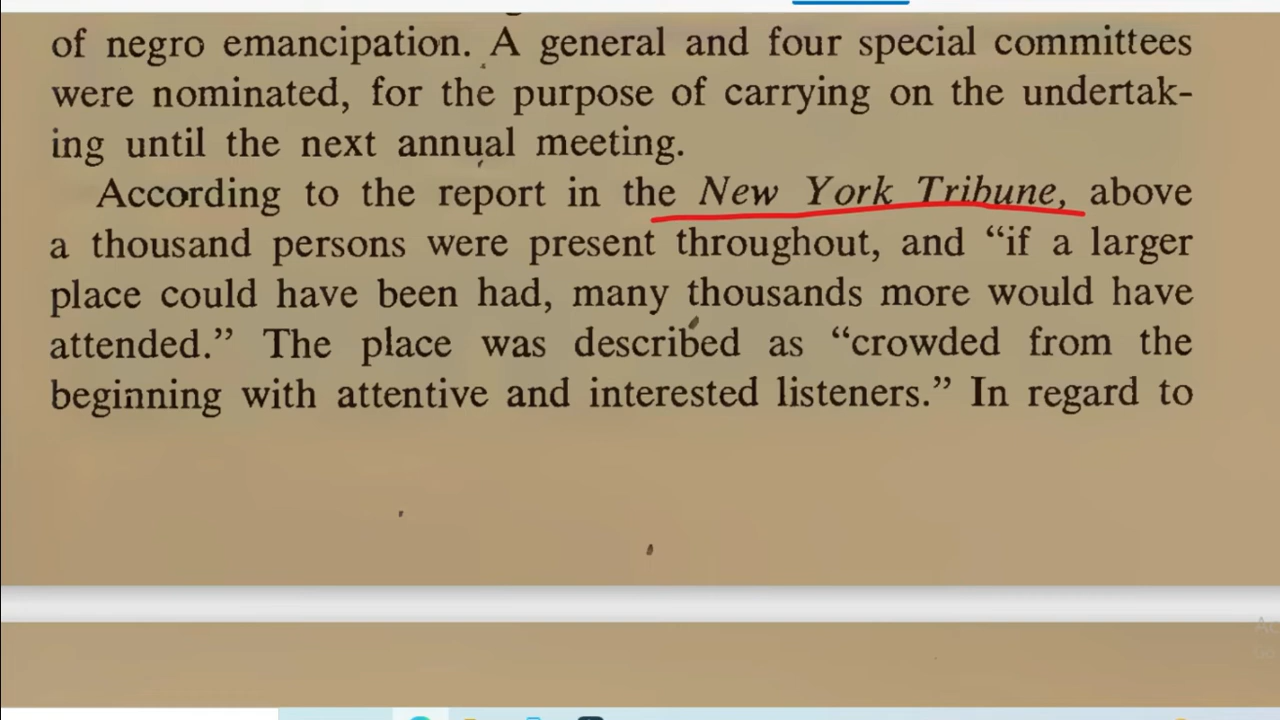 of negro emancipation. A general and four special committees
were nominated, for the purpose of carrying on the undertak-
ing until the next annual meeting.
According to the report in the New York Tribune, above
a thousand persons were present throughout, and “if a larger
place could have been had, many thousands more would have
attended.” The place was described as “crowded from the
beginning with attentive and interested listeners.” In regard to